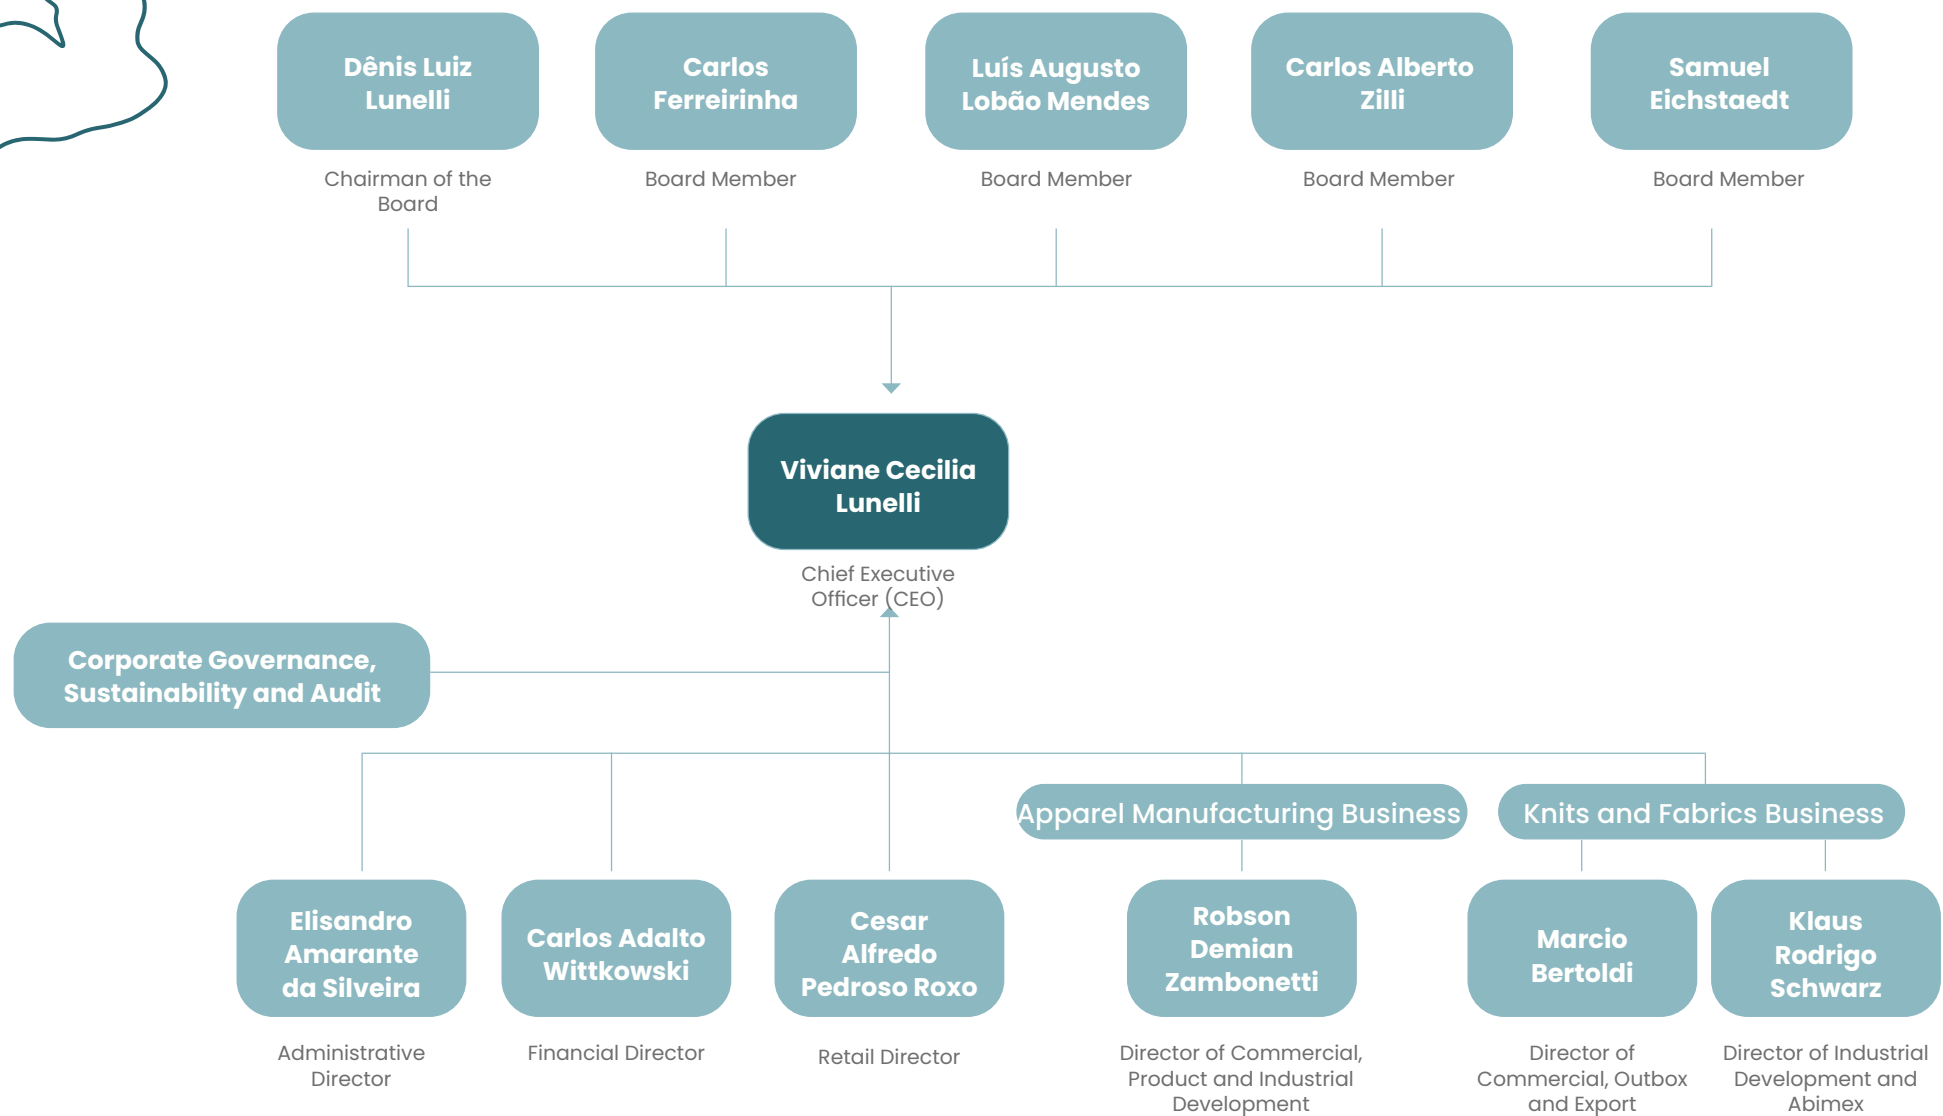 Dênis Luiz
Lunelli
Chairman of the
Board
Carlos
Ferreirinha
Board Member
Luís Augusto
Lobão Mendes
Board Member
Carlos Alberto
Zilli
Board Member
Samuel
Eichstaedt
Board Member
Viviane Cecilia
Lunelli
Chief Executive
Officer (CEO)
Corporate Governance,
Sustainability and Audit
Apparel Manufacturing Business
Knits and Fabrics Business
Elisandro
Amarante
da Silveira
Administrative
Director
Carlos Adalto
Wittkowski
Financial Director
Cesar
Alfredo
Pedroso Roxo
Retail Director
Robson
Demian
Zambonetti
Director of Commercial,
Product and Industrial
Development
Marcio
Bertoldi
Director of
Commercial, Outbox
and Export
Klaus
Rodrigo
Schwarz
Director of Industrial
Development and
Abimex